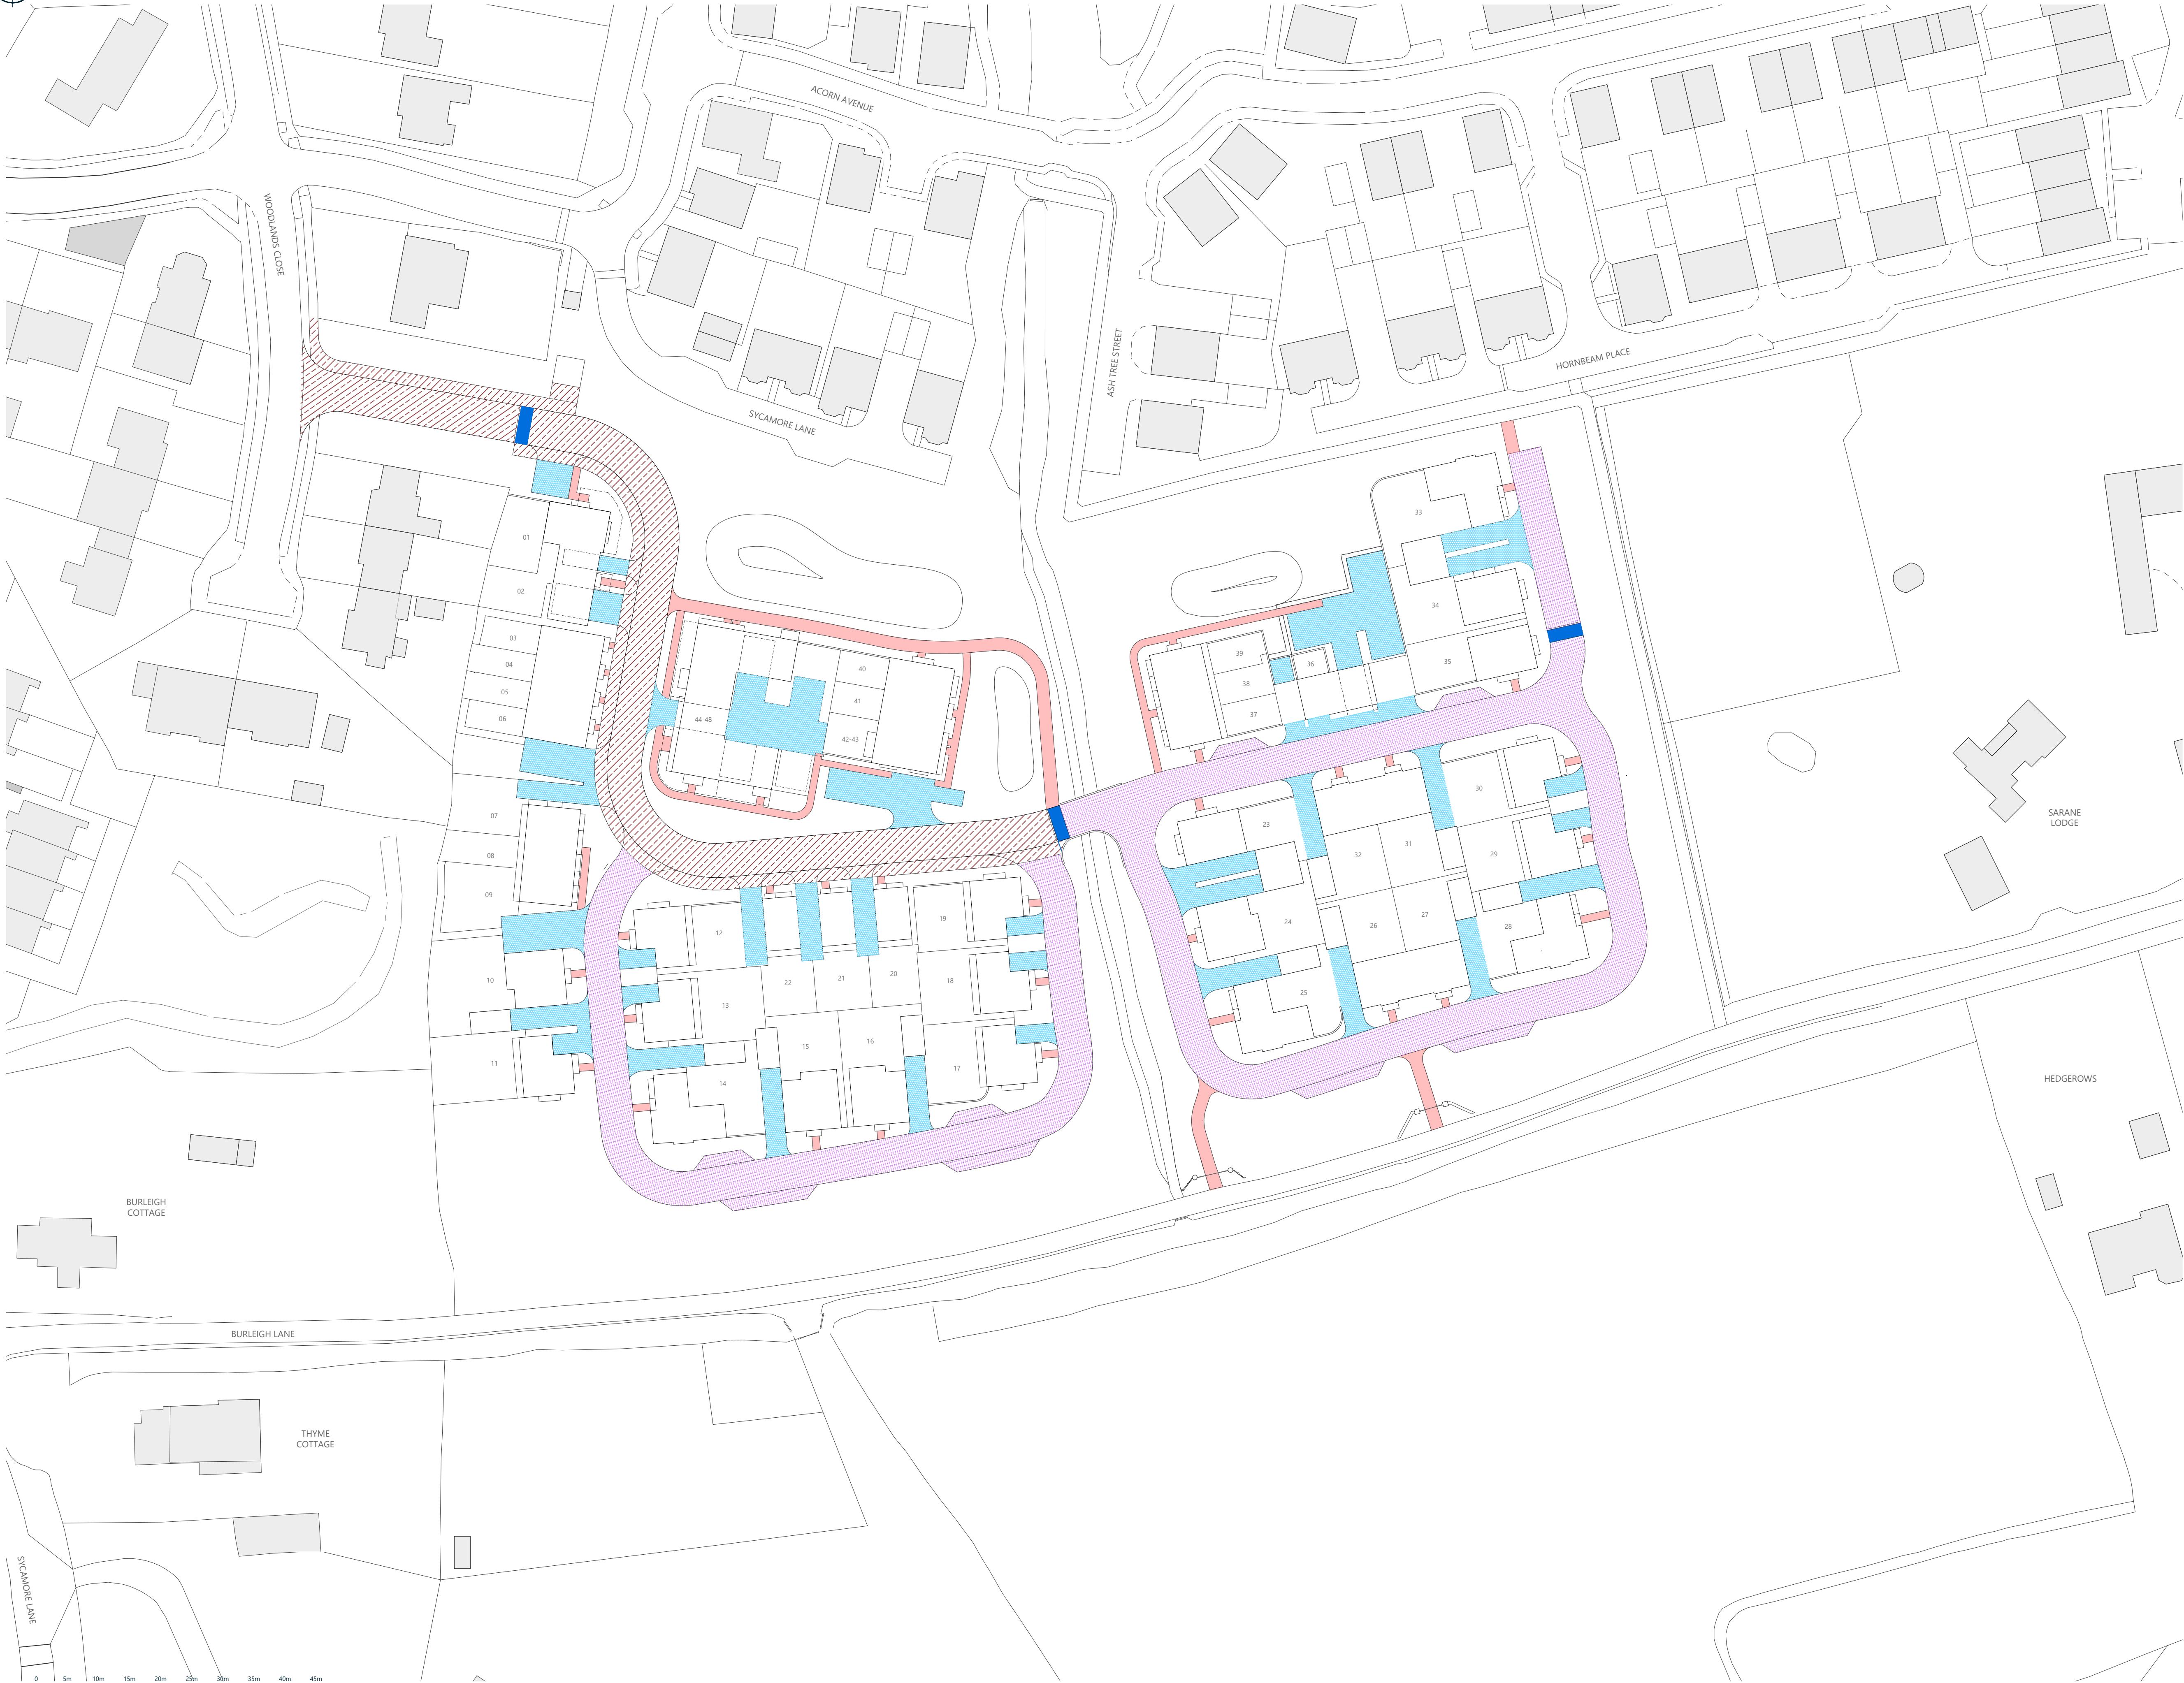 ACORN AVENUE
WOODLANDS CLOSE
ASH TREE STREET
HORNBEAM PLACE
SYCAMORE LANE
33
01
02
34
03
39
40
36
35
04
38
05
41
37
06
44-48
42-43
30
SARANE
LODGE
07
23
31
08
32
29
09
19
27
24
26
28
12
10
18
20
21
22
25
13
15
16
11
17
14
HEDGEROWS
BURLEIGH
COTTAGE
BURLEIGH LANE
THYME
COTTAGE
SYCAMORE LANE
0 5m 10m 15m 20m 25m 30m 35m 40m 45m